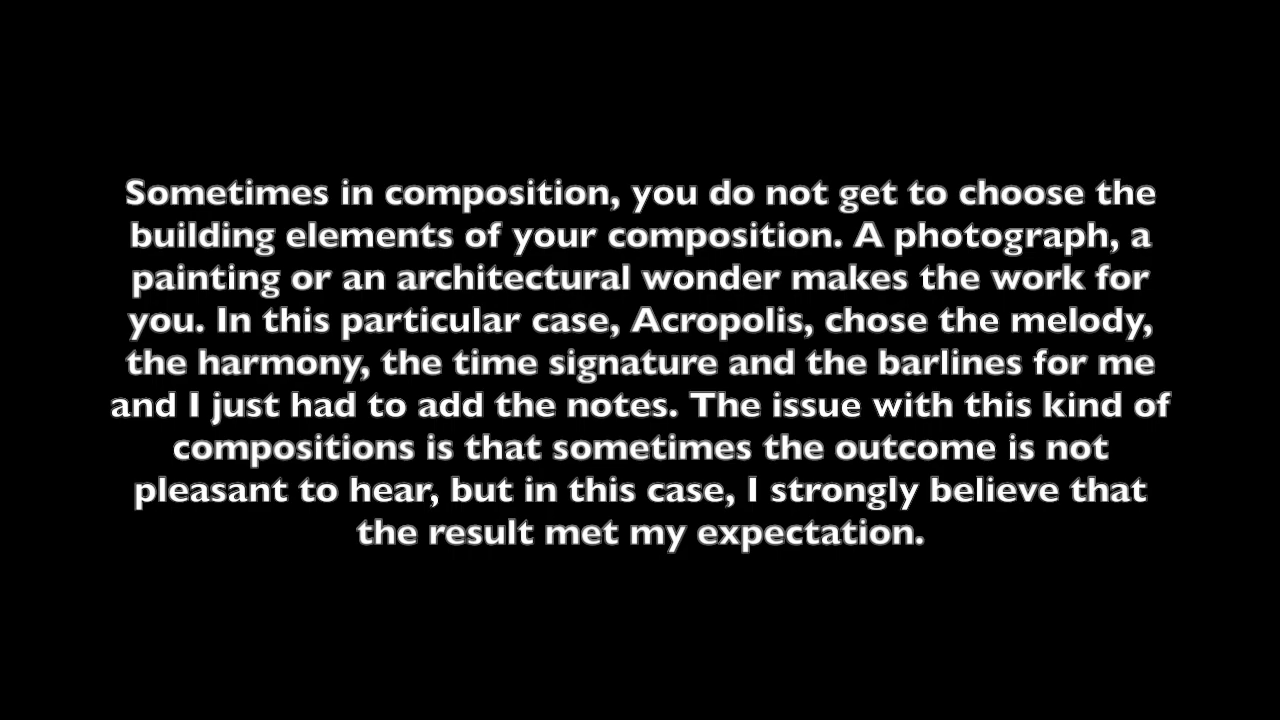 Sometimes in composition, you do not get to choose the
building elements of your composition. A photograph, a
painting or an architectural wonder makes the work for
you. In this particular case, Acropolis, chose the melody,
the harmony, the time signature and the barlines for me
and I just had to add the notes. The issue with this kind of
compositions is that sometimes the outcome is not
pleasant to hear, but in this case, I strongly believe that
the result met my expectation.